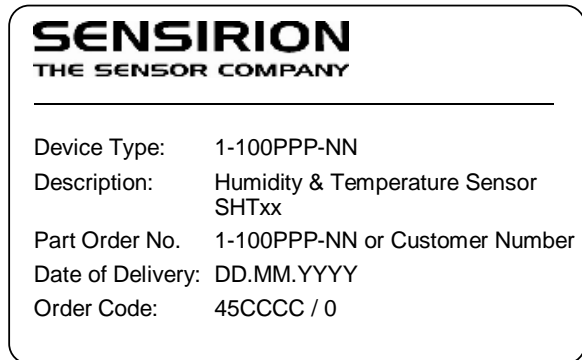 SENSIRION
THE SENSOR COMPANY
Device Type: 1-100PPP-NN
Description: Humidity & Temperature Sensor
SHTxx
Part Order No. 1-100PPP-NN or Customer Number
Date of Delivery: DD.MM.YYYY
Order Code: 45CCCC / 0